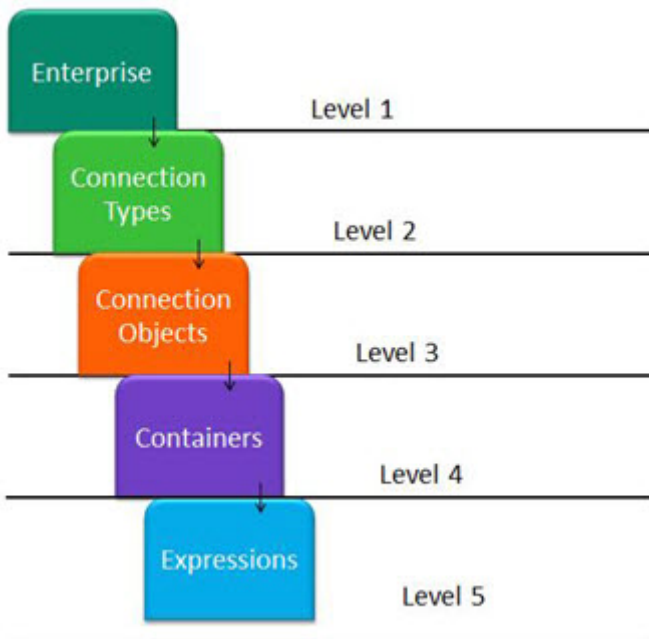 Enterprise
Level 1
Connection
Types
Level 2
Connection
Objects
Level 3
Containers
Level 4
Expressions
Level 5